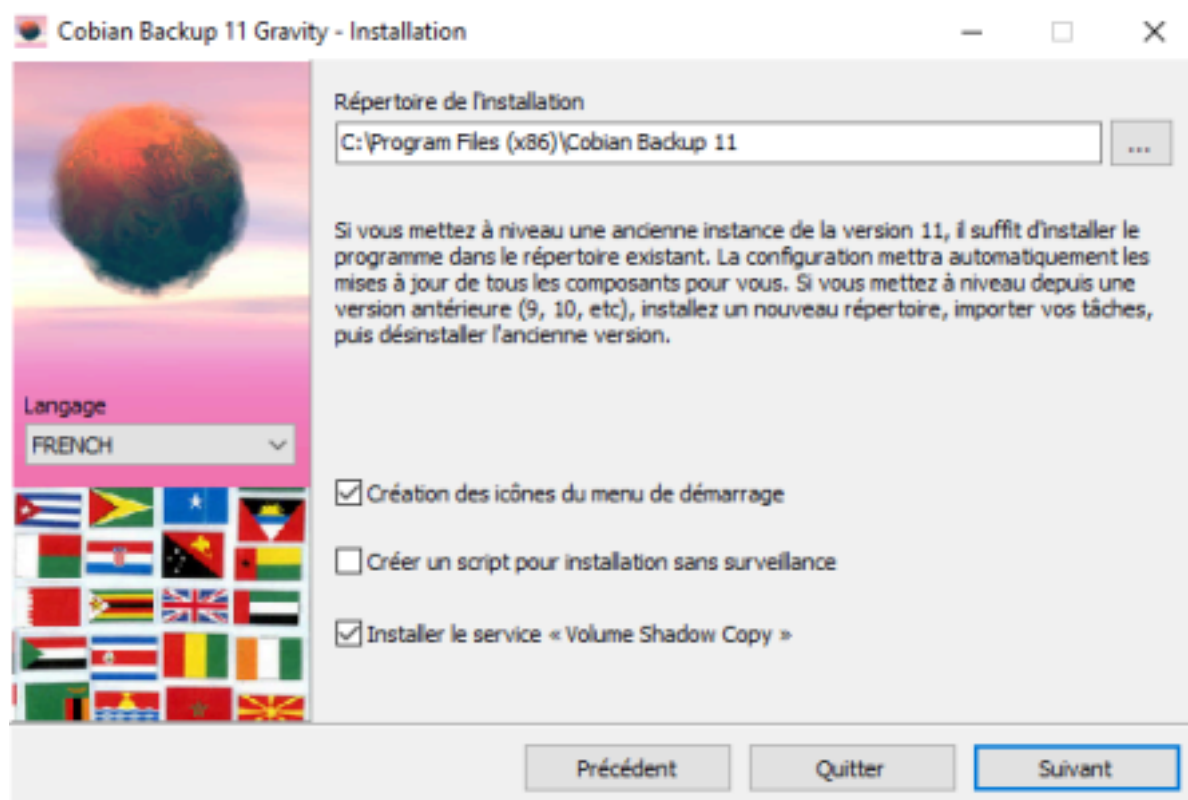 Cobian Backup 11 Gravity - Installation
Répertoire de l'installation
C:\Program Files (x86)\Cobian Backup 11
...
Si vous mettez à niveau une ancienne instance de la version 11, il suffit d'installer le
programme dans le répertoire existant. La configuration mettra automatiquement les
mises à jour de tous les composants pour vous. Si vous mettez à niveau depuis une
version antérieure (9, 10, etc), installez un nouveau répertoire, importer vos tâches,
puis désinstaller l'ancienne version.
Langage
FRENCH
Création des icônes du menu de démarrage
Créer un script pour installation sans surveillance
Installer le service « Volume Shadow Copy »
Précédent
Quitter
Suivant